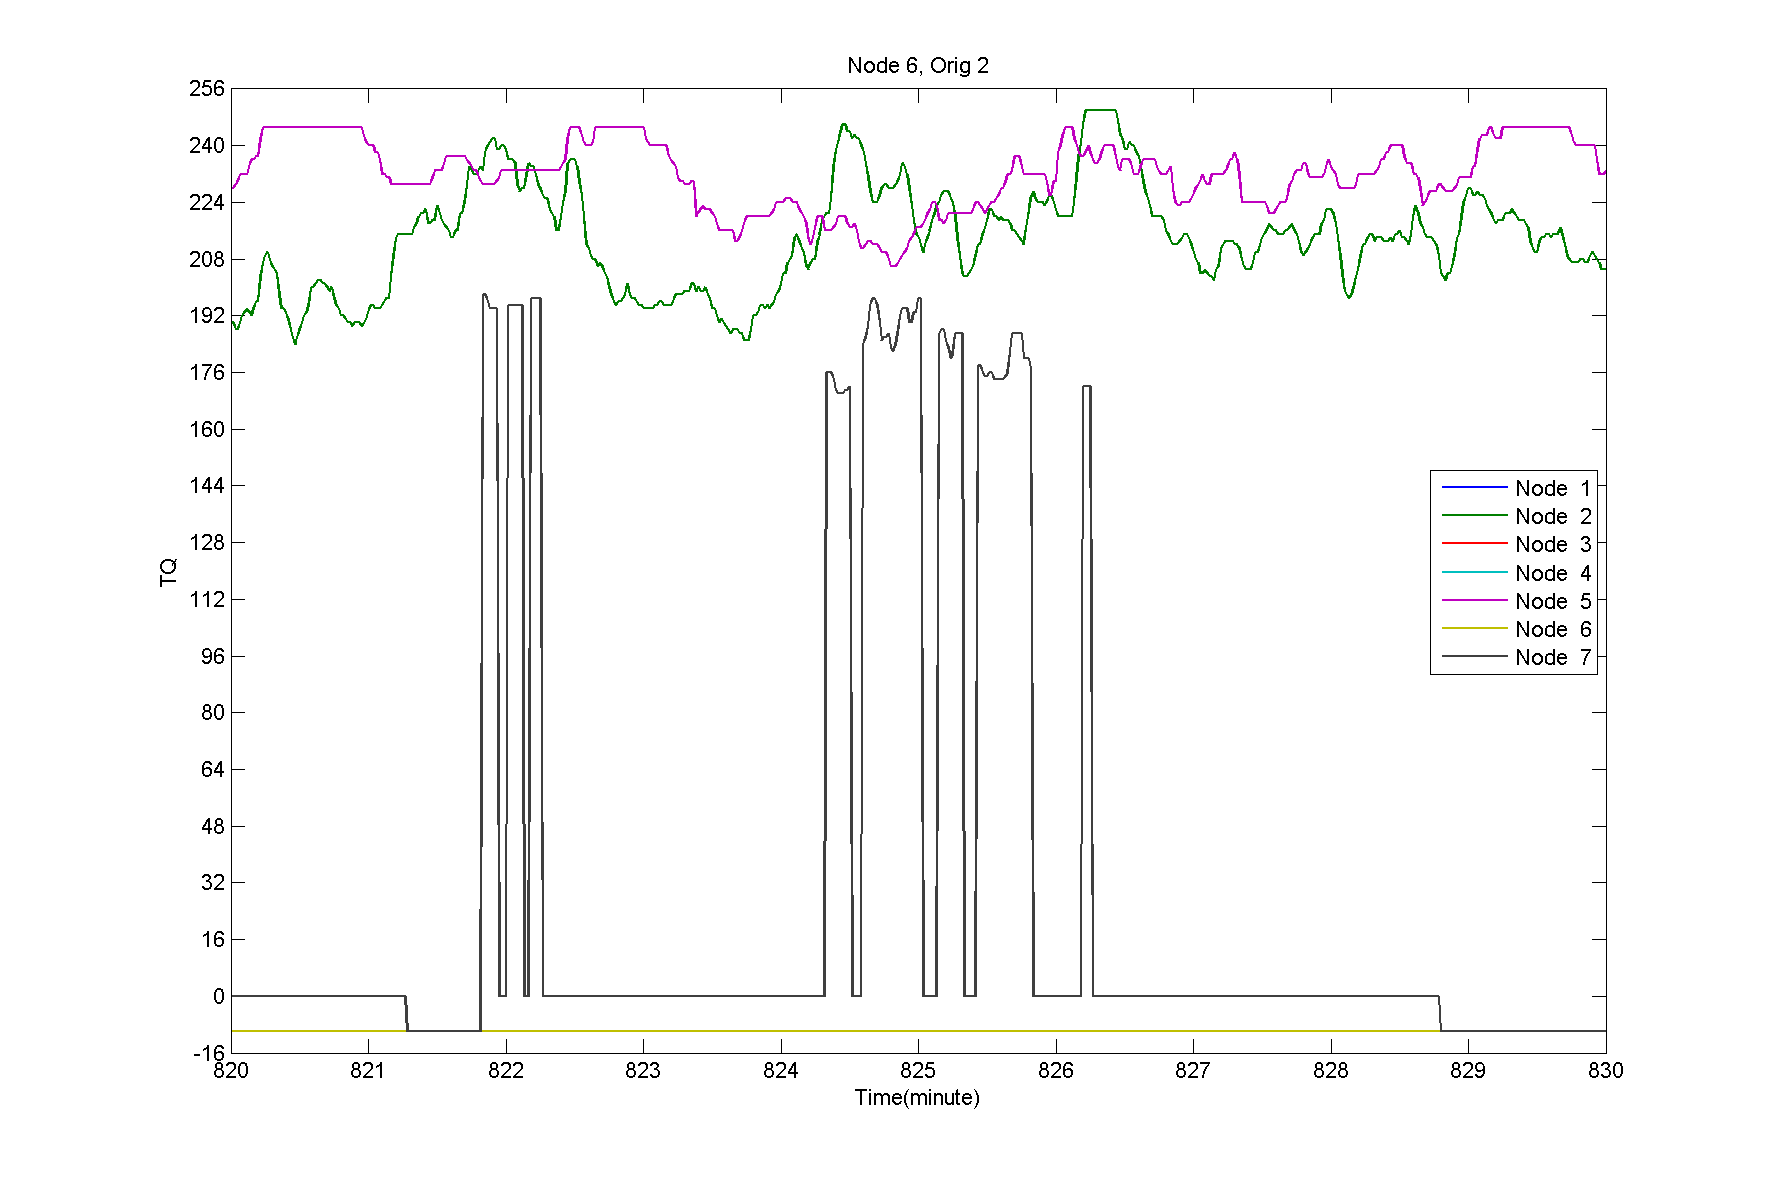 Node 6, Orig 2
256
240
224
208
192
176
160
144
128
112
96
80
64
48
32
16
0
-16
TQ
Node 1
Node 2
Node 3
Node 4
Node 5
Node 6
Node 7
820 821 822 823 824 825 826 827 828 829 830
Time(minute)